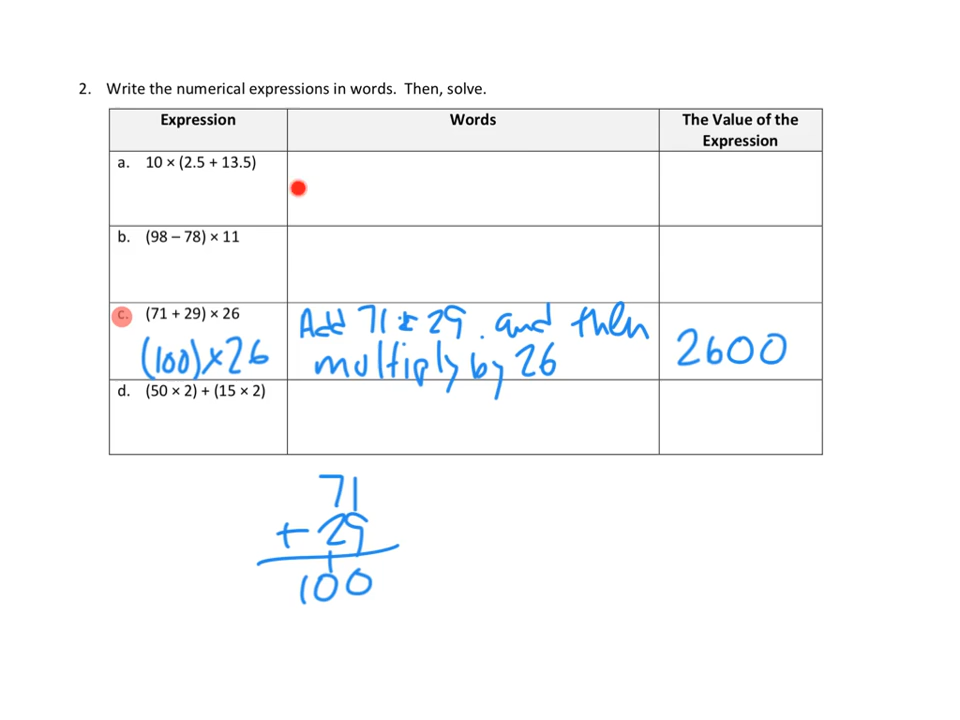 2. Write the numerical expressions in words. Then, solve.
Expression Words The Value of the Expression
a. 10 × (2.5 + 13.5)
b. (98 – 78) × 11
c. (71 + 29) × 26
(100) × 26
Add 71 & 29. and then
multiply by 26
2600
d. (50 × 2) + (15 × 2)
71
+ 29
1
100